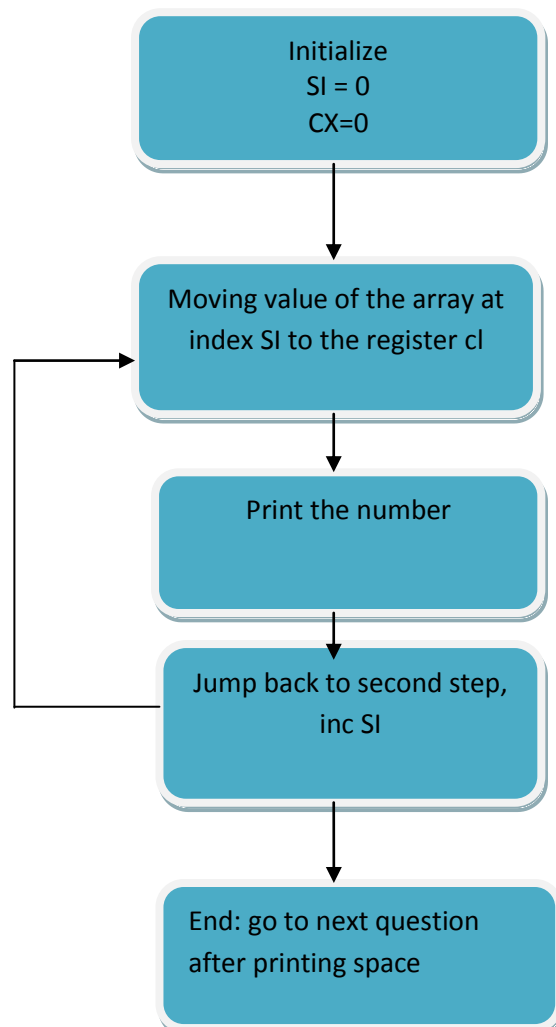 Initialize
SI = 0
CX=0
Moving value of the array at
index SI to the register cl
Print the number
Jump back to second step,
inc SI
End: go to next question
after printing space